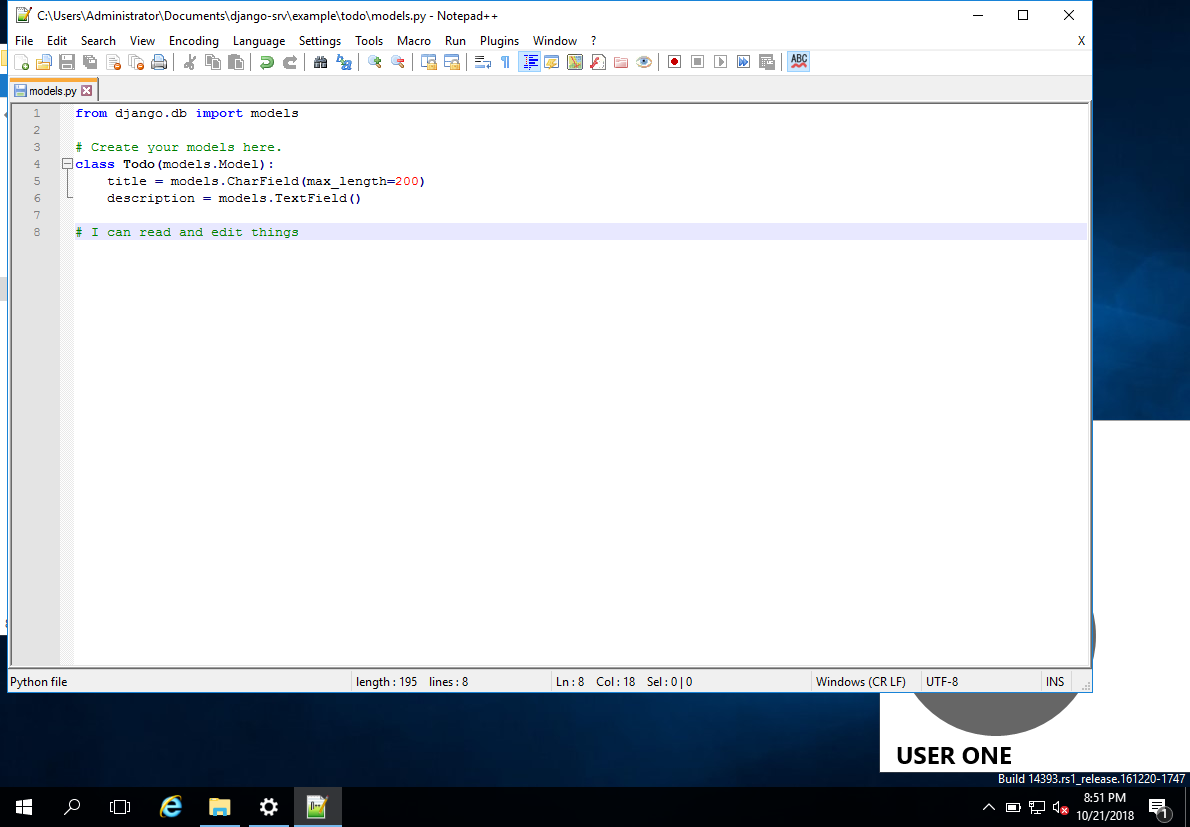 C:\Users\Administrator\Documents\django-srv\example\todo\models.py - Notepad++
File Edit Search View Encoding Language Settings Tools Macro Run Plugins Window ? X
ABC
models.py
1 from django.db import models
2
3 # Create your models here.
4 class Todo(models.Model):
5 title = models.CharField(max_length=200)
6 description = models.TextField()
7
8 # I can read and edit things
Python file length : 195 lines : 8 Ln : 8 Col : 18 Sel : 0 | 0 Windows (CR LF) UTF-8 INS
USER ONE
Build 14393.rs1_release.161220-1747
8:51 PM
10/21/2018
1